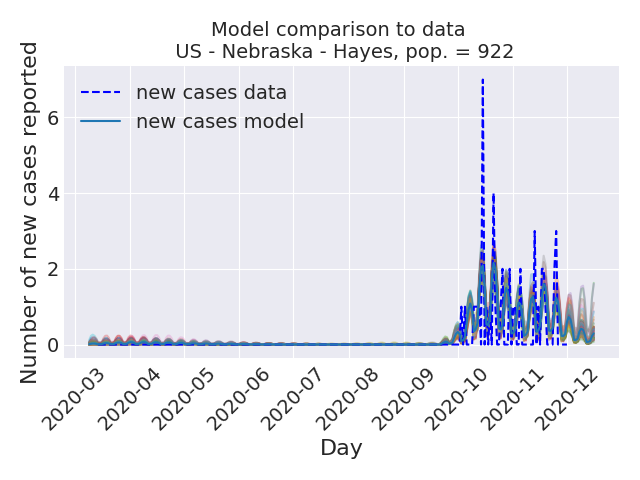 Model comparison to data
US - Nebraska - Hayes, pop. = 922
new cases data
new cases model
Number of new cases reported
6
4
2
0
2020-03
2020-04
2020-05
2020-06
2020-07
2020-08
2020-09
2020-10
2020-11
2020-12
Day